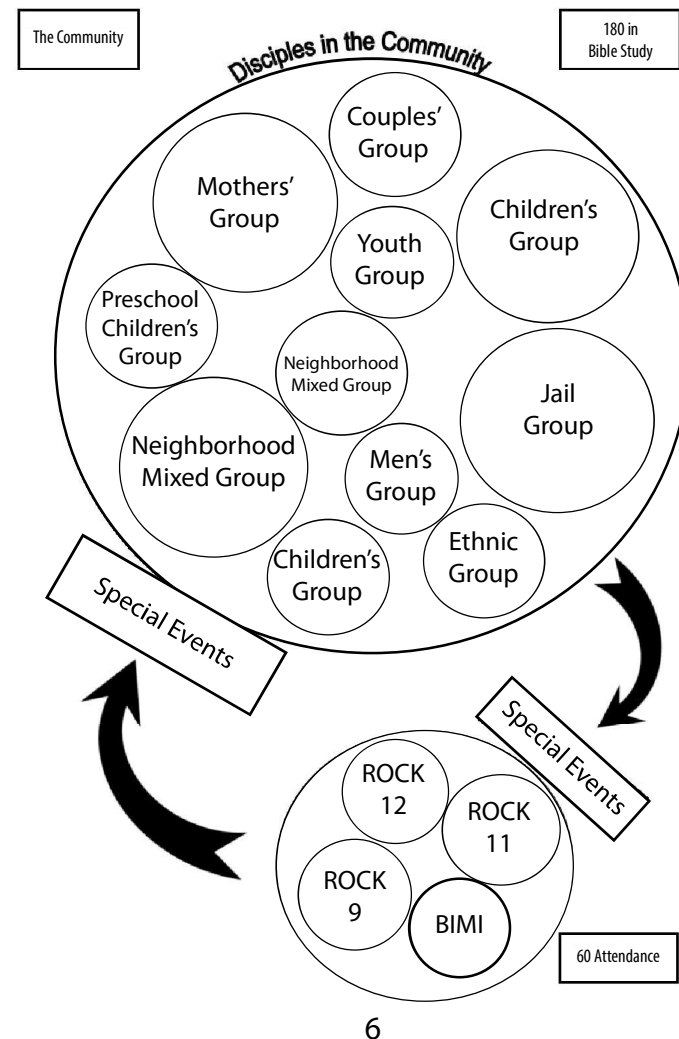 The Community
180 in
Bible Study
Disciples in the Community
Couples'
Group
Mothers'
Group
Children's
Group
Youth
Group
Preschool
Children's
Group
Neighborhood
Mixed Group
Jail
Group
Neighborhood
Mixed Group
Men's
Group
Ethnic
Group
Children's
Group
Special Events
Special Events
ROCK
12
ROCK
11
ROCK
9
BIMI
60 Attendance
6